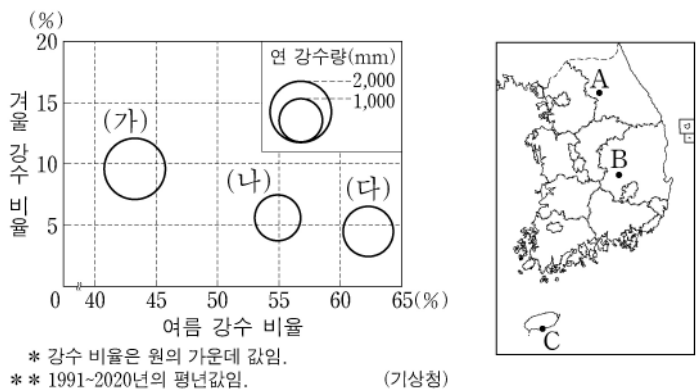 (%)
20
15
10
5
0
겨울 강수 비율
연 강수량(mm)
2,000
1,000
(가)
(나)
(다)
40 45 50 55 60 65(%)
여름 강수 비율
* 강수 비율은 원의 가운데 값임.
** 1991~2020년의 평년값임.
(기상청)
A
B
C